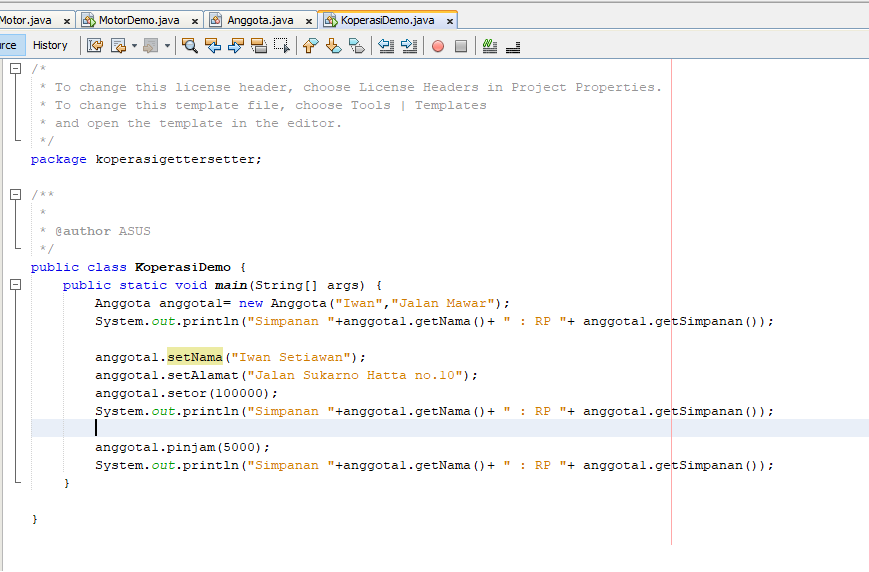 Motor.java x MotorDemo.java x Anggota.java x KoperasiDemo.java x
rce History
/*
* To change this license header, choose License Headers in Project Properties.
* To change this template file, choose Tools | Templates
* and open the template in the editor.
*/
package koperasigettersetter;
/**
*
* @author ASUS
*/
public class KoperasiDemo {
public static void main(String[] args) {
Anggota anggota1= new Anggota("Iwan","Jalan Mawar");
System.out.println("Simpanan "+anggota1.getNama()+ " : RP "+ anggota1.getSimpanan());
anggota1.setNama("Iwan Setiawan");
anggota1.setAlamat("Jalan Sukarno Hatta no.10");
anggota1.setor(100000);
System.out.println("Simpanan "+anggota1.getNama()+ " : RP "+ anggota1.getSimpanan());
anggota1.pinjam(5000);
System.out.println("Simpanan "+anggota1.getNama()+ " : RP "+ anggota1.getSimpanan());
}
}